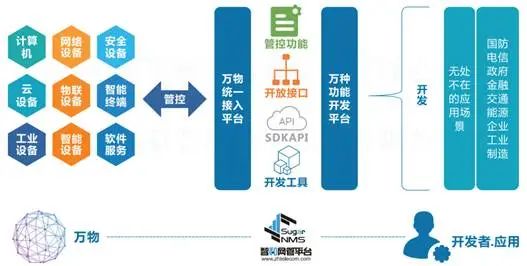 计算机
网络设备
安全设备
云设备
物联设备
智能终端
工业设备
智能设备
软件服务
管控
万物统一接入平台
管控功能
开放接口
API
SDKAPI
开发工具
万种功能开发平台
开发
无处不在的应用场景
国防
电信
政府
金融
交通
能源
企业
工业
制造
万物
Sugar
NMS
智和网管平台
www.zhtelecom.com
开发者.应用